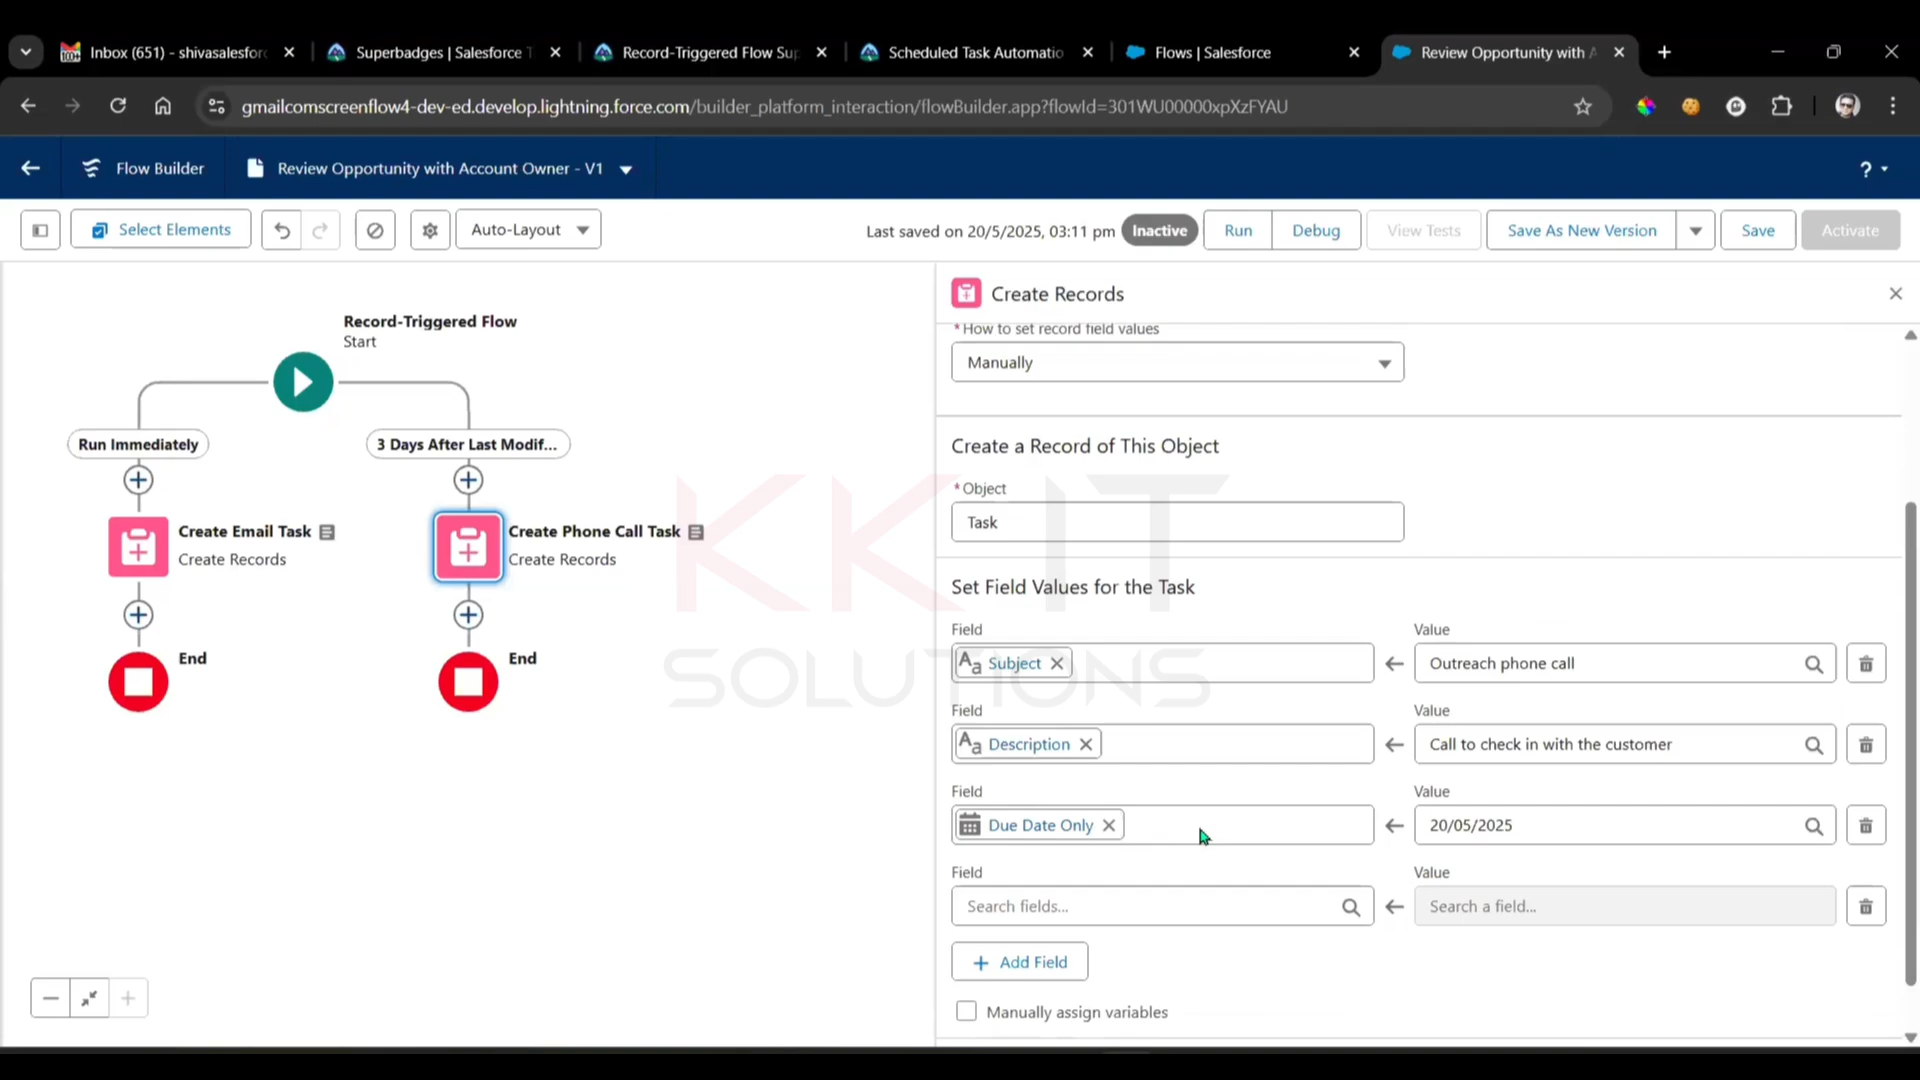 Inbox (651) - shivasalesforc
Superbadges | Salesforce T
Record-Triggered Flow Sup
Scheduled Task Automatio
Flows | Salesforce
Review Opportunity with A
gmailcomscreenflow4-dev-ed.develop.lightning.force.com/builder_platform_interaction/flowBuilder.app?flowId=301WU00000xpXzFYAU
Flow Builder
Review Opportunity with Account Owner - V1
?
Select Elements
Auto-Layout
Last saved on 20/5/2025, 03:11 pm
Inactive
Run
Debug
View Tests
Save As New Version
Save
Activate
Record-Triggered Flow
Start
Run Immediately
3 Days After Last Modif...
Create Email Task
Create Records
Create Phone Call Task
Create Records
End
End
Create Records
* How to set record field values
Manually
Create a Record of This Object
* Object
Task
Set Field Values for the Task
Field
Value
Aa Subject
Outreach phone call
Field
Value
Aa Description
Call to check in with the customer
Field
Value
Due Date Only
20/05/2025
Field
Value
Search fields...
Search a field...
+ Add Field
Manually assign variables
KK IT
SOLUTIONS